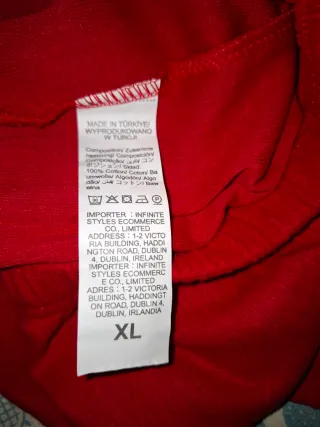 MADE IN TÜRKİYE/
WYPRODUKOWANO
W TURCJI
Composition/
100% Cotton/
IMPORTER : INFINITE
STYLES ECOMMERCE
CO., LIMITED
ADDRESS : 1-2 VICTO
RIA BUILDING, HADDI
NGTON ROAD, DUBLIN
4, DUBLIN, IRELAND
IMPORTER : INFINITE
STYLES ECOMMERC
E CO., LIMITED
ADRES : 1-2 VICTORIA
BUILDING, HADDINGT
ON ROAD, DUBLIN 4,
DUBLIN, IRLANDIA
XL